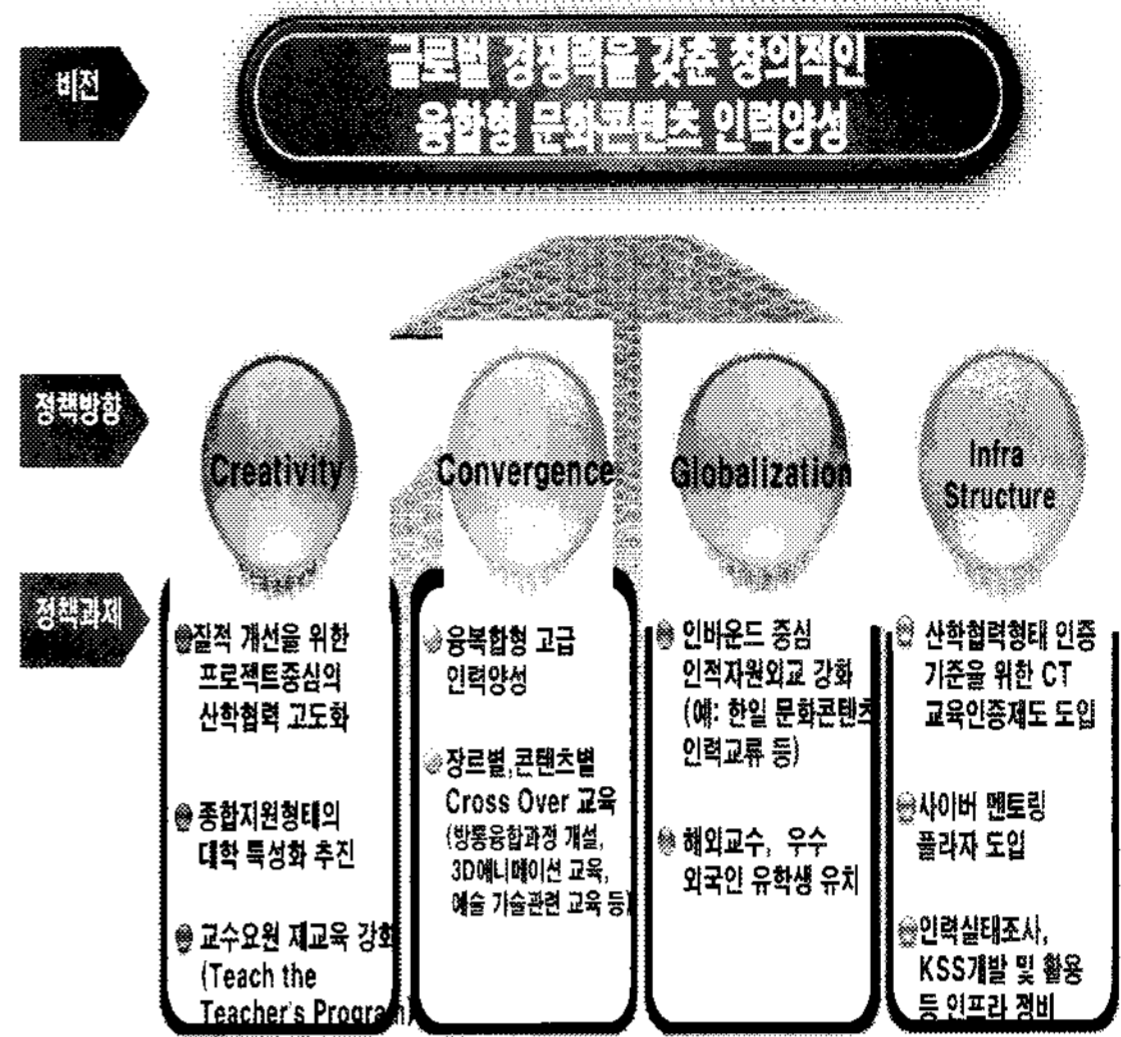 비전
글로벌 경쟁력을 갖춘 창의적인
융합형 문화콘텐츠 인력양성
정책방향
Creativity
Convergence
Globalization
Infra
Structure
정책과제
질적 개선을 위한
프로젝트중심의
산학협력 고도화
종합지원형태의
대학 특성화 추진
교수요원 재교육 강화
(Teach the
Teacher's Program)
융복합형 고급
인력양성
장르별,콘텐츠별
Cross Over 교육
(방통융합과정 개설,
3D애니메이션 교육,
예술 기술관련 교육 등)
인바운드 중심
인적자원외교 강화
(예: 한일 문화콘텐츠
인력교류 등)
해외교수, 우수
외국인 유학생 유치
산학협력형태 인증
기준을 위한 CT
교육인증제도 도입
사이버 멘토링
플라자 도입
인력실태조사,
KSS개발 및 활용
등 인프라 정비